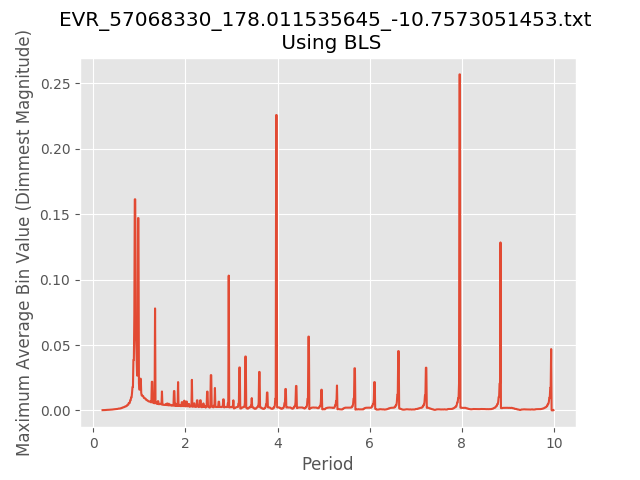 EVR_57068330_178.011535645_-10.7573051453.txt
Using BLS
Maximum Average Bin Value (Dimmest Magnitude)
0.25
0.20
0.15
0.10
0.05
0.00
0 2 4 6 8 10
Period